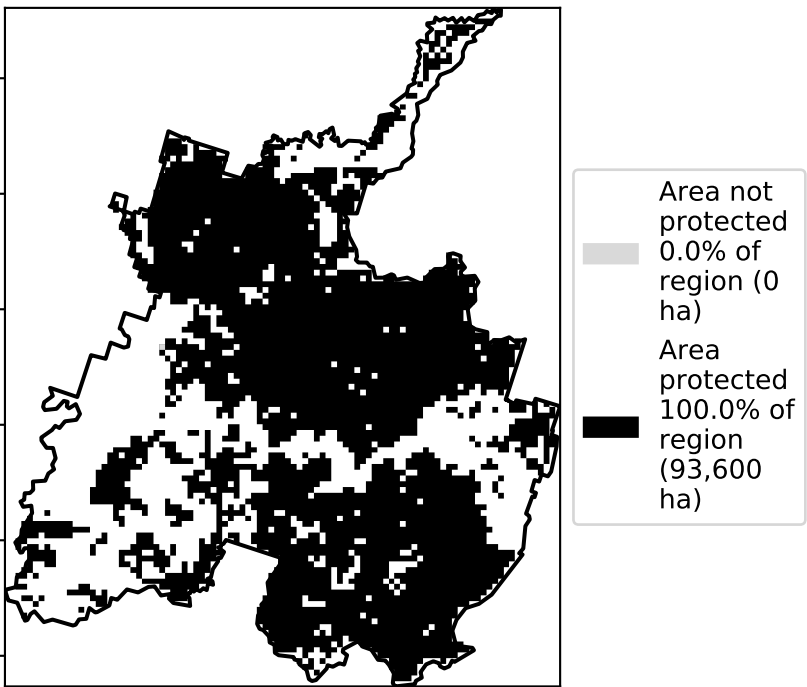 Area not
protected
0.0% of
region (0
ha)
Area
protected
100.0% of
region
(93,600
ha)